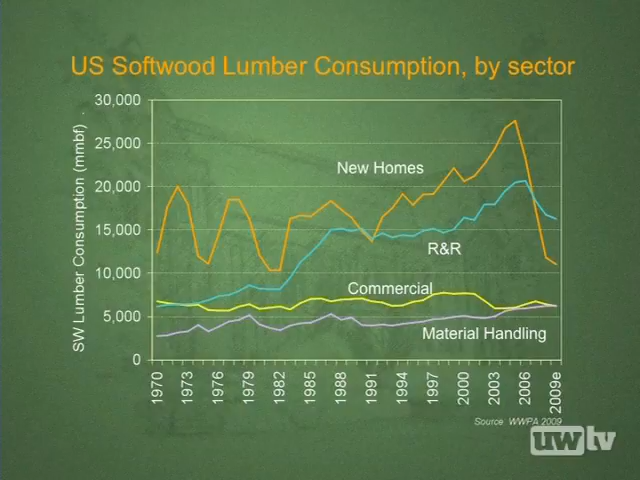 US Softwood Lumber Consumption, by sector
SW Lumber Consumption (mmbf)
30,000
25,000
20,000
15,000
10,000
5,000
0
New Homes
R&R
Commercial
Material Handling
1970
1973
1976
1979
1982
1985
1988
1991
1994
1997
2000
2003
2006
2009e
Source WWPA 2009
uwtv